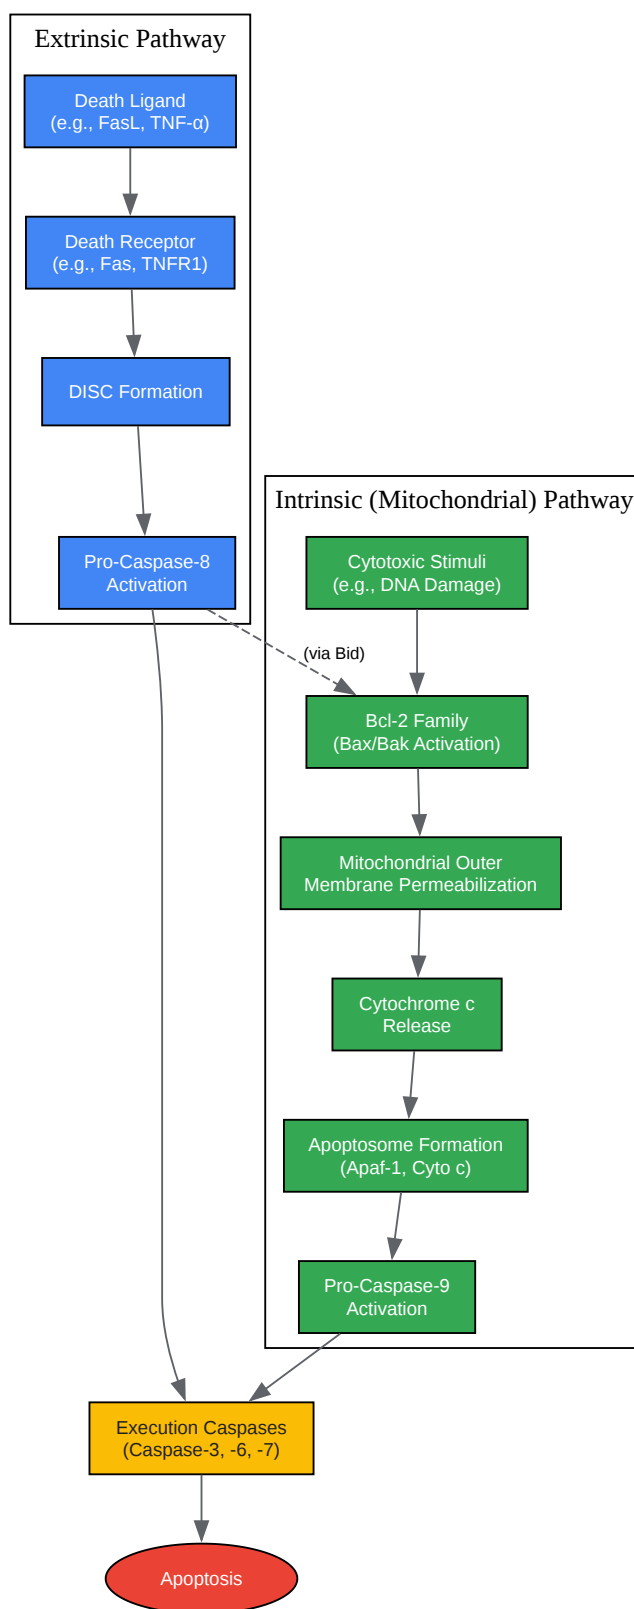 Extrinsic Pathway
Death Ligand
(e.g., FasL, TNF-α)
Death Receptor
(e.g., Fas, TNFR1)
DISC Formation
Pro-Caspase-8
Activation
Intrinsic (Mitochondrial) Pathway
Cytotoxic Stimuli
(e.g., DNA Damage)
(via Bid)
Bcl-2 Family
(Bax/Bak Activation)
Mitochondrial Outer
Membrane Permeabilization
Cytochrome c
Release
Apoptosome Formation
(Apaf-1, Cyto c)
Pro-Caspase-9
Activation
Execution Caspases
(Caspase-3, -6, -7)
Apoptosis